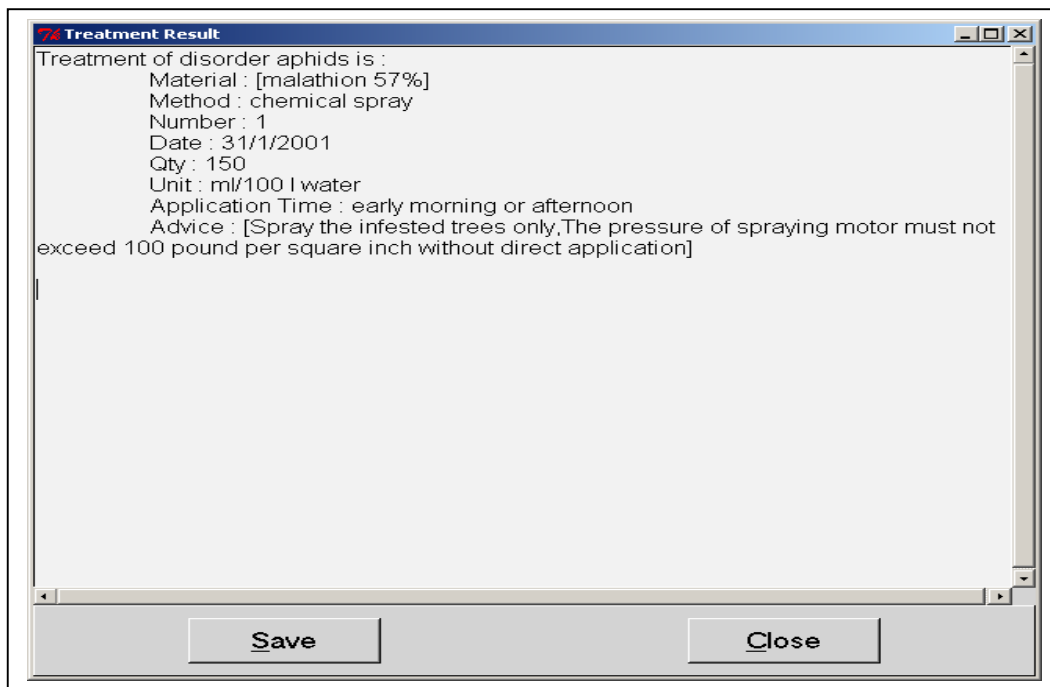 Treatment Result
Treatment of disorder aphids is :
Material : [malathion 57%]
Method : chemical spray
Number : 1
Date : 31/1/2001
Qty : 150
Unit : ml/100 l water
Application Time : early morning or afternoon
Advice : [Spray the infested trees only,The pressure of spraying motor must not
exceed 100 pound per square inch without direct application]
Save
Close